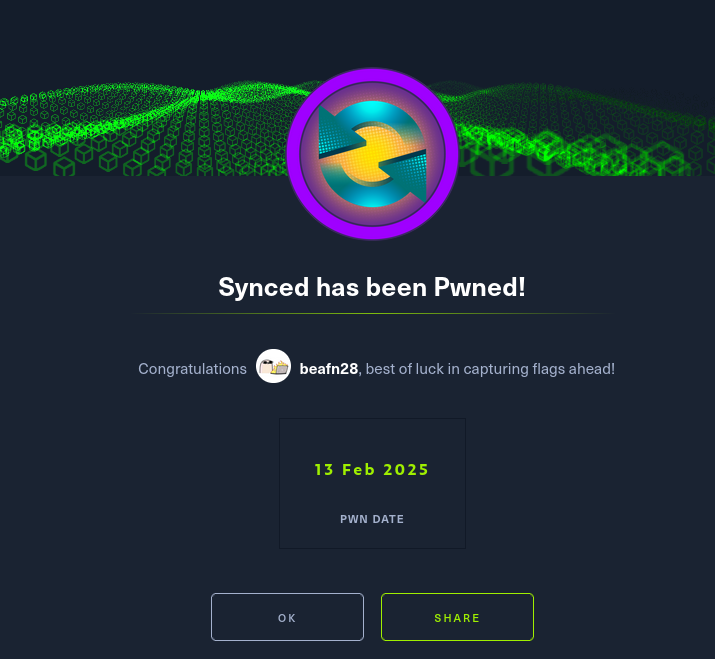 Synced has been Pwned!
Congratulations beafn28, best of luck in capturing flags ahead!
13 Feb 2025
PWN DATE
OK SHARE